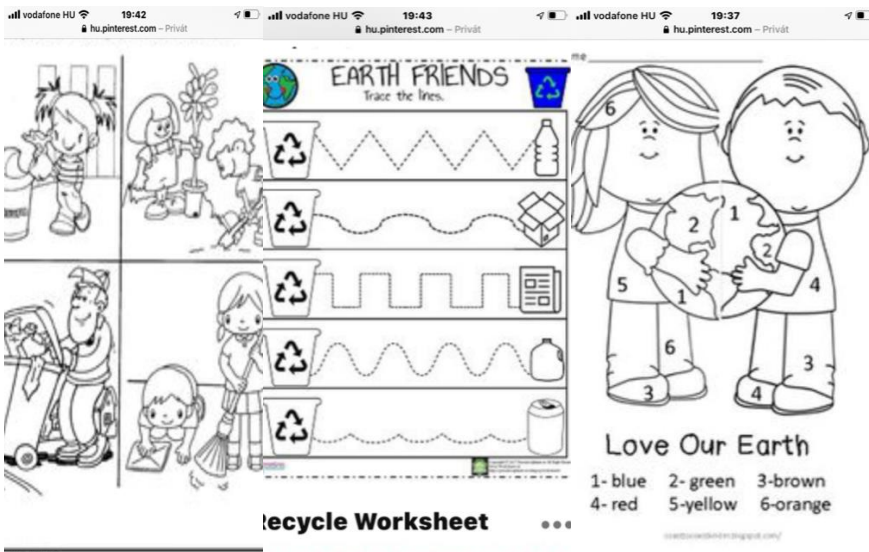 vodafone HU 19:42
hu.pinterest.com – Privát
vodafone HU 19:43
hu.pinterest.com – Privát
EARTH FRIENDS
Trace the lines.
Recycle Worksheet
vodafone HU 19:37
hu.pinterest.com – Privát
me
6
2
1
2
5
1
4
6
3
3
4
Love Our Earth
1- blue 2- green 3-brown
4- red 5-yellow 6-orange